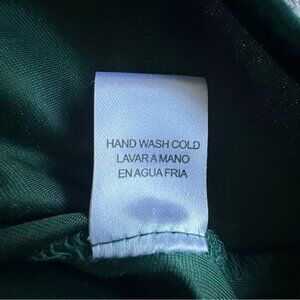 HAND WASH COLD
LAVAR A MANO
EN AGUA FRIA